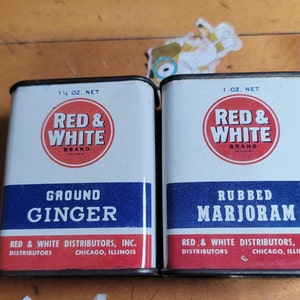 1¼ OZ. NET
RED &
WHITE
BRAND
GROUND
GINGER
RED & WHITE DISTRIBUTORS, INC.
DISTRIBUTORS CHICAGO, ILLINOIS
1 OZ. NET
RED &
WHITE
BRAND
RUBBED
MARJORAM
RED & WHITE DISTRIBUTORS,
DISTRIBUTORS CHICAGO, ILLINOIS